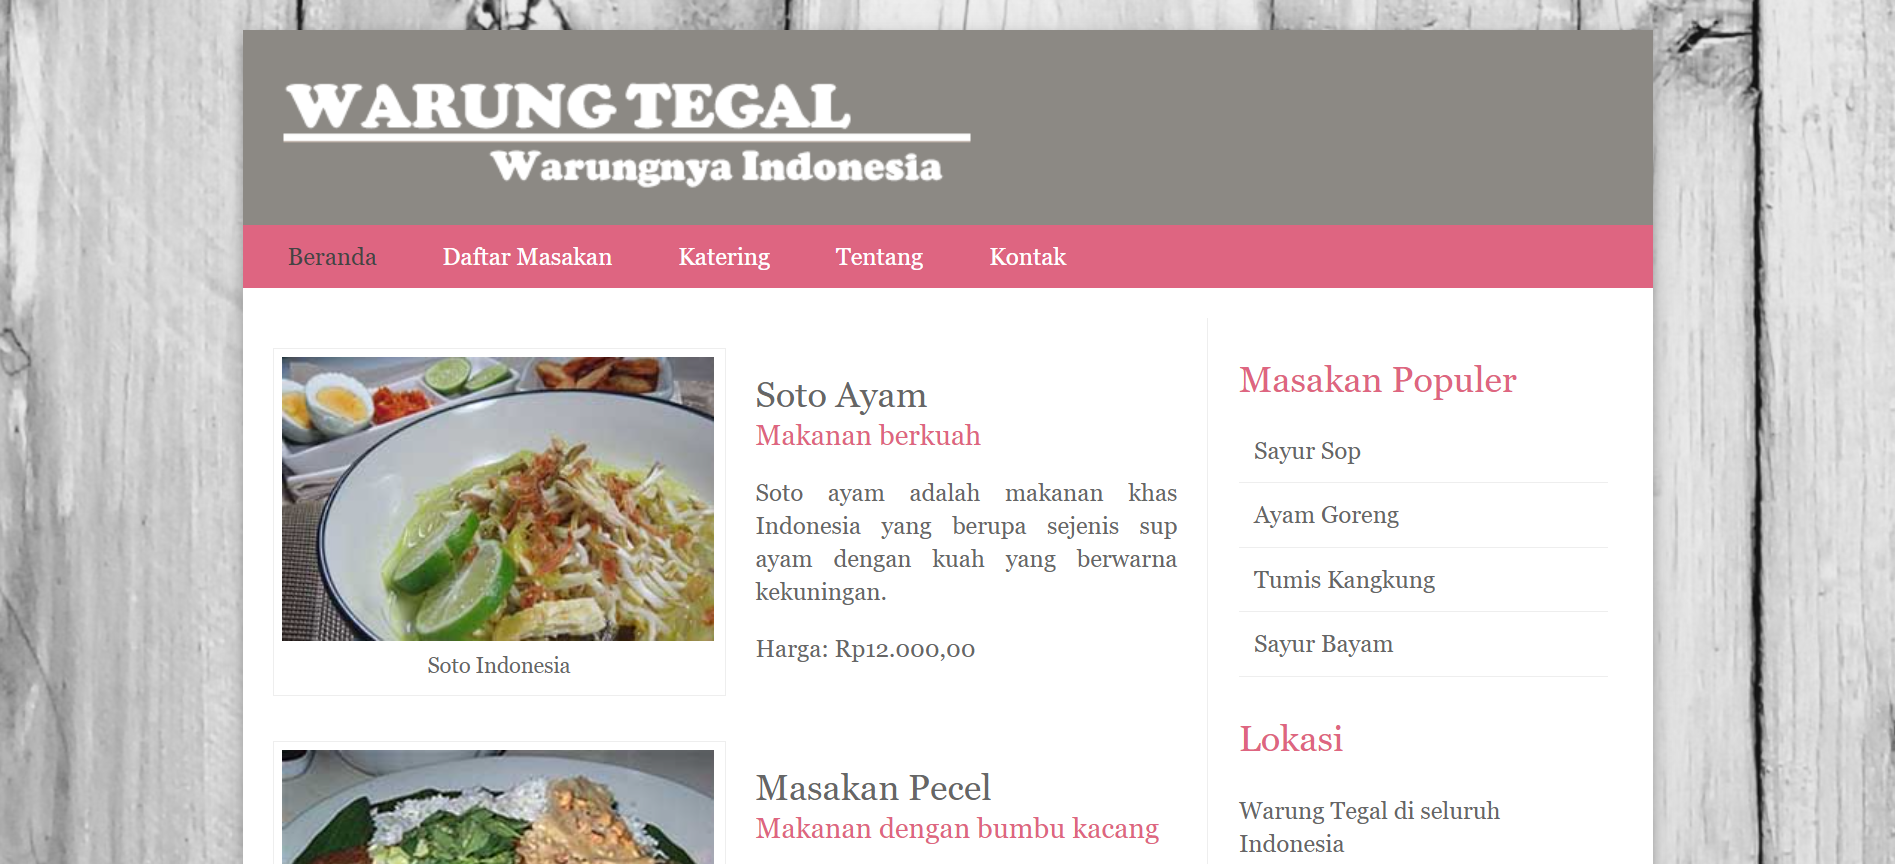 WARUNG TEGAL
Warungnya Indonesia
Beranda
Daftar Masakan
Katering
Tentang
Kontak
Soto Indonesia
Soto Ayam
Makanan berkuah
Soto ayam adalah makanan khas
Indonesia yang berupa sejenis sup
ayam dengan kuah yang berwarna
kekuningan.
Harga: Rp12.000,00
Masakan Pecel
Makanan dengan bumbu kacang
Masakan Populer
Sayur Sop
Ayam Goreng
Tumis Kangkung
Sayur Bayam
Lokasi
Warung Tegal di seluruh
Indonesia